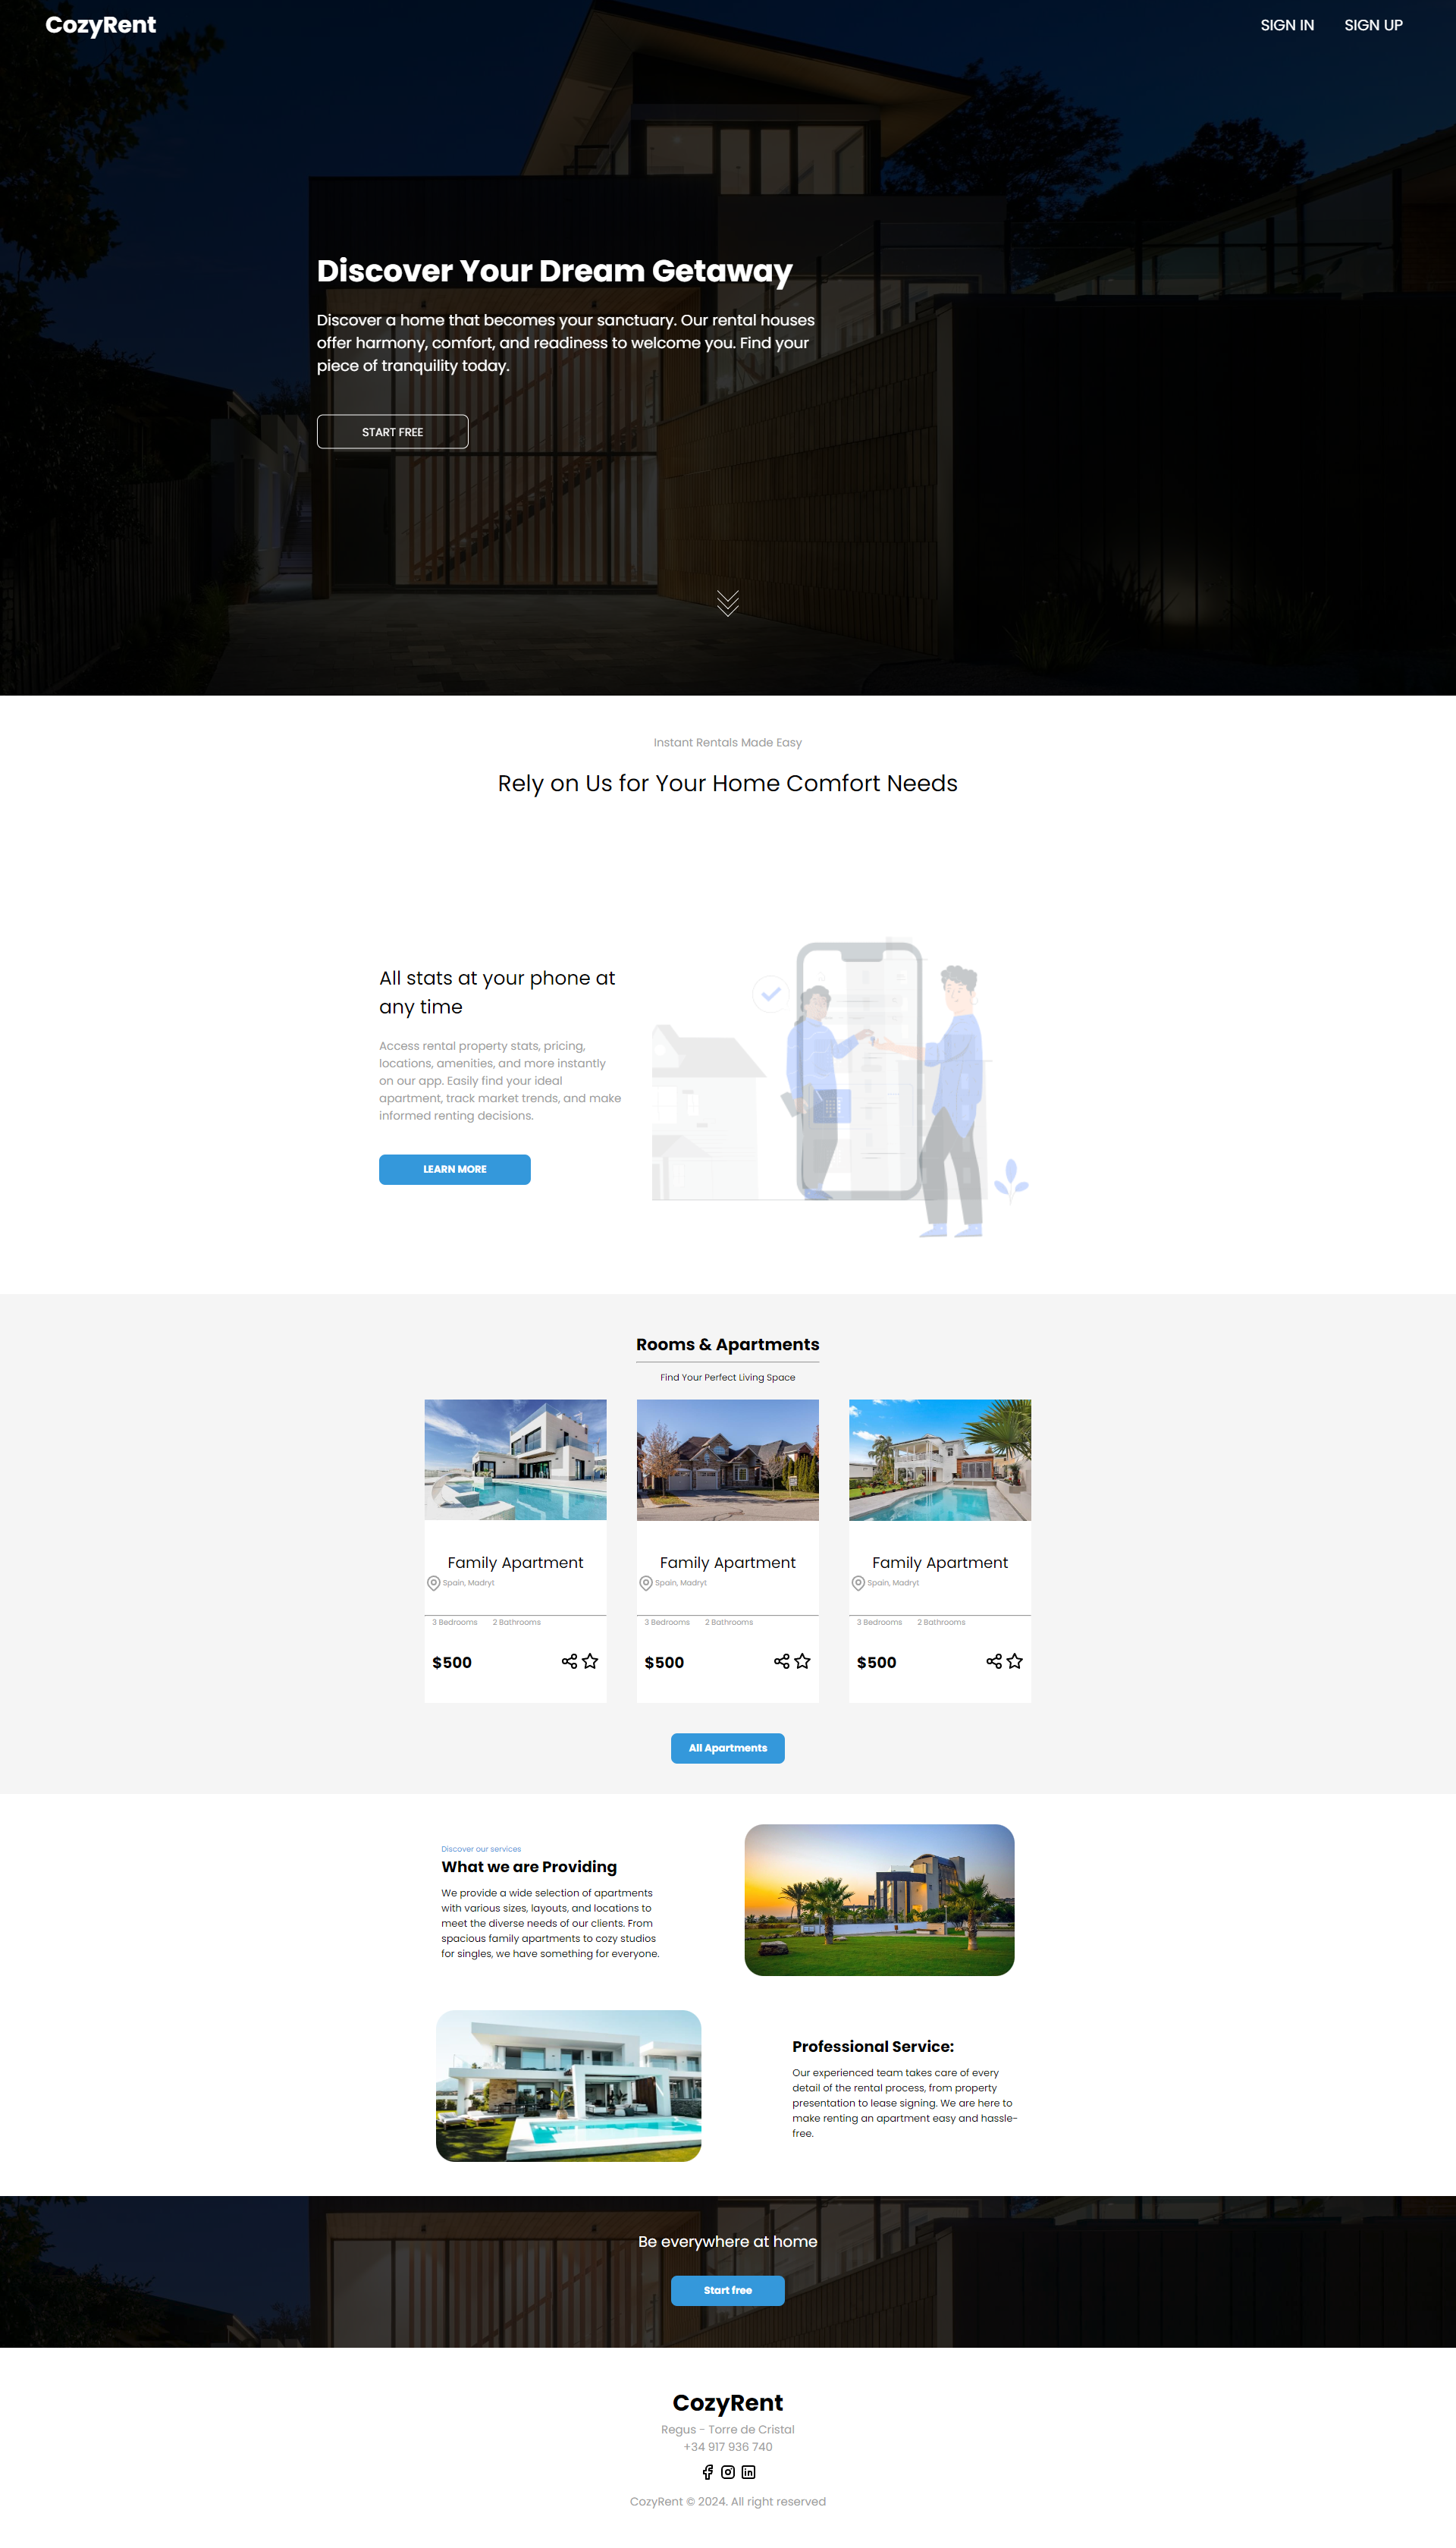 CozyRent
SIGN IN
SIGN UP
Discover Your Dream Getaway
Discover a home that becomes your sanctuary. Our rental houses
offer harmony, comfort, and readiness to welcome you. Find your
piece of tranquility today.
START FREE
Instant Rentals Made Easy
Rely on Us for Your Home Comfort Needs
All stats at your phone at
any time
Access rental property stats, pricing,
locations, amenities, and more instantly
on our app. Easily find your ideal
apartment, track market trends, and make
informed renting decisions.
LEARN MORE
Rooms & Apartments
Find Your Perfect Living Space
Family Apartment
Spain, Madryt
3 Bedrooms
2 Bathrooms
$500
Family Apartment
Spain, Madryt
3 Bedrooms
2 Bathrooms
$500
Family Apartment
Spain, Madryt
3 Bedrooms
2 Bathrooms
$500
All Apartments
Discover our services
What we are Providing
We provide a wide selection of apartments
with various sizes, layouts, and locations to
meet the diverse needs of our clients. From
spacious family apartments to cozy studios
for singles, we have something for everyone.
Professional Service:
Our experienced team takes care of every
detail of the rental process, from property
presentation to lease signing. We are here to
make renting an apartment easy and hassle-
free.
Be everywhere at home
Start free
CozyRent
Regus - Torre de Cristal
+34 917 936 740
CozyRent © 2024. All right reserved